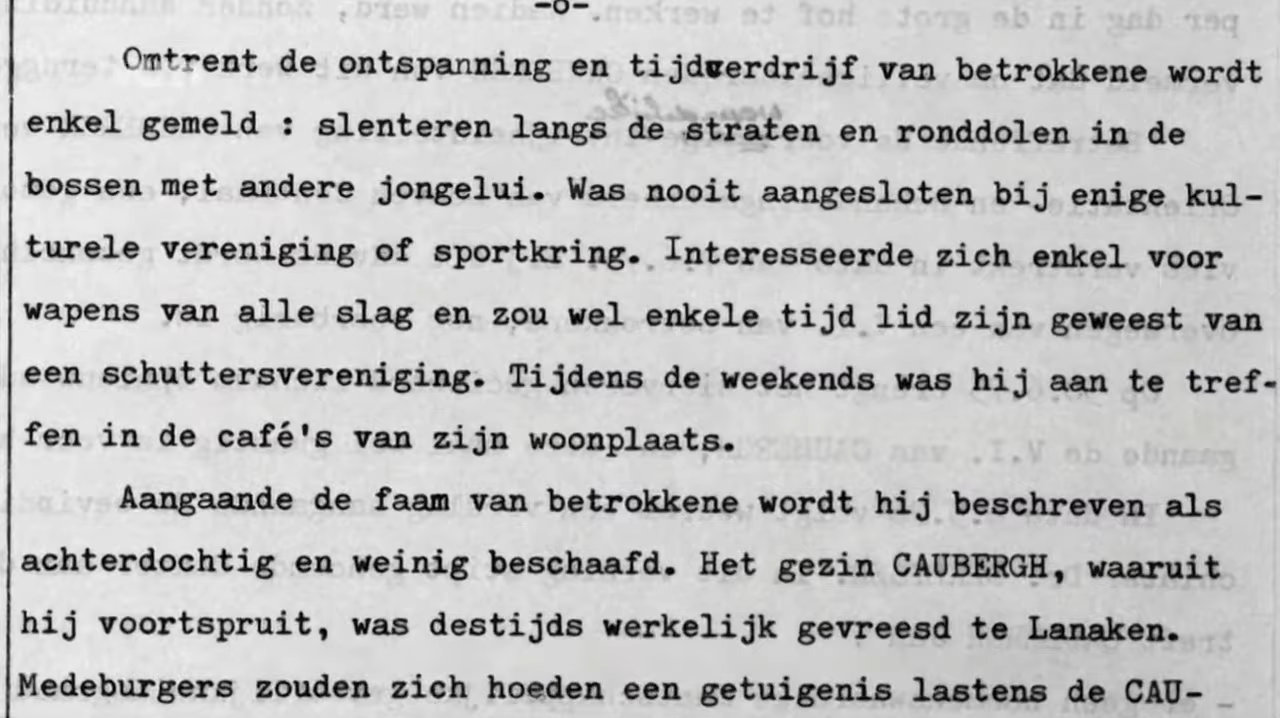 -8-
Omtrent de ontspanning en tijdverdrijf van betrokkene wordt
enkel gemeld : slenteren langs de straten en ronddolen in de
bossen met andere jongelui. Was nooit aangesloten bij enige kul-
turele vereniging of sportkring. Interesseerde zich enkel voor
wapens van alle slag en zou wel enkele tijd lid zijn geweest van
een schuttersvereniging. Tijdens de weekends was hij aan te tref-
fen in de café's van zijn woonplaats.
Aangaande de faam van betrokkene wordt hij beschreven als
achterdochtig en weinig beschaafd. Het gezin CAUBERGH, waaruit
hij voortspruit, was destijds werkelijk gevreesd te Lanaken.
Medeburgers zouden zich hoeden een getuigenis lastens de CAU-